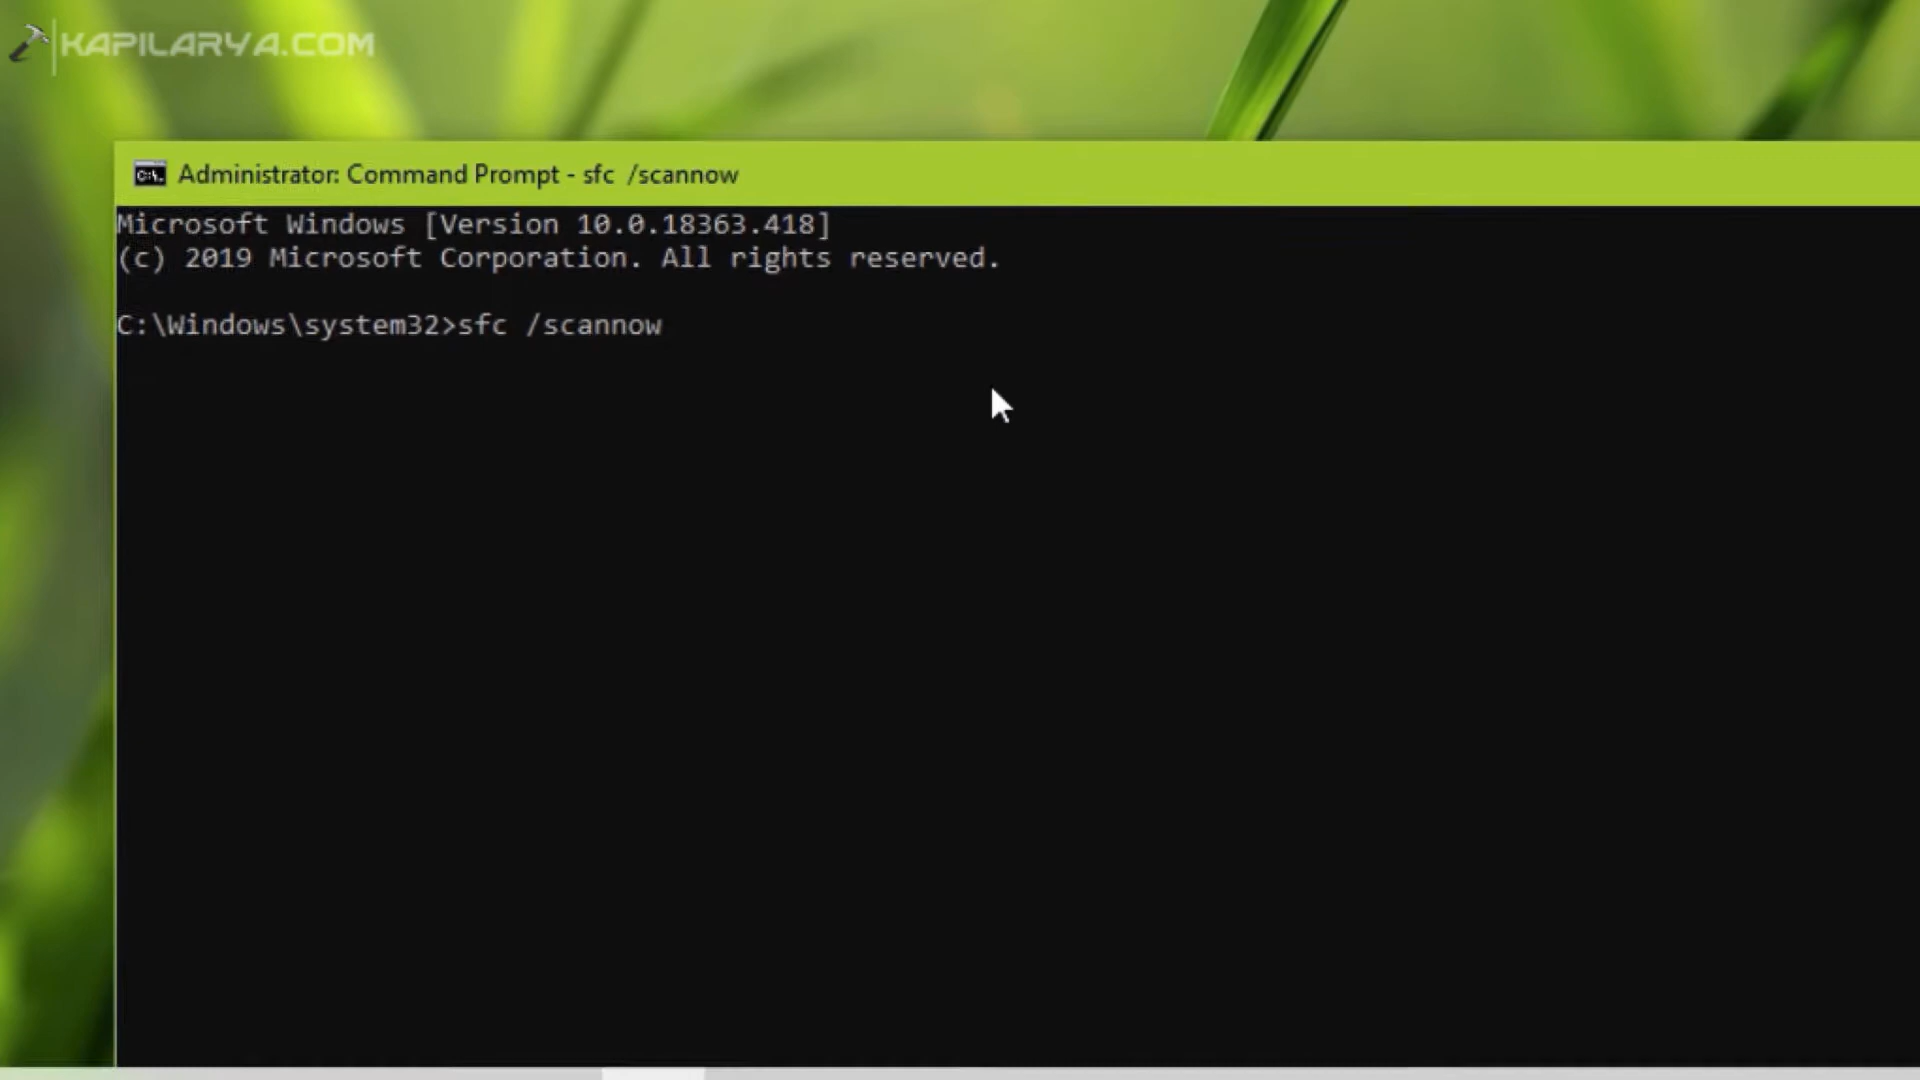 KAPILARYA.COM
Administrator: Command Prompt - sfc  /scannow
Microsoft Windows [Version 10.0.18363.418]
(c) 2019 Microsoft Corporation. All rights reserved.
C:\Windows\system32>sfc /scannow